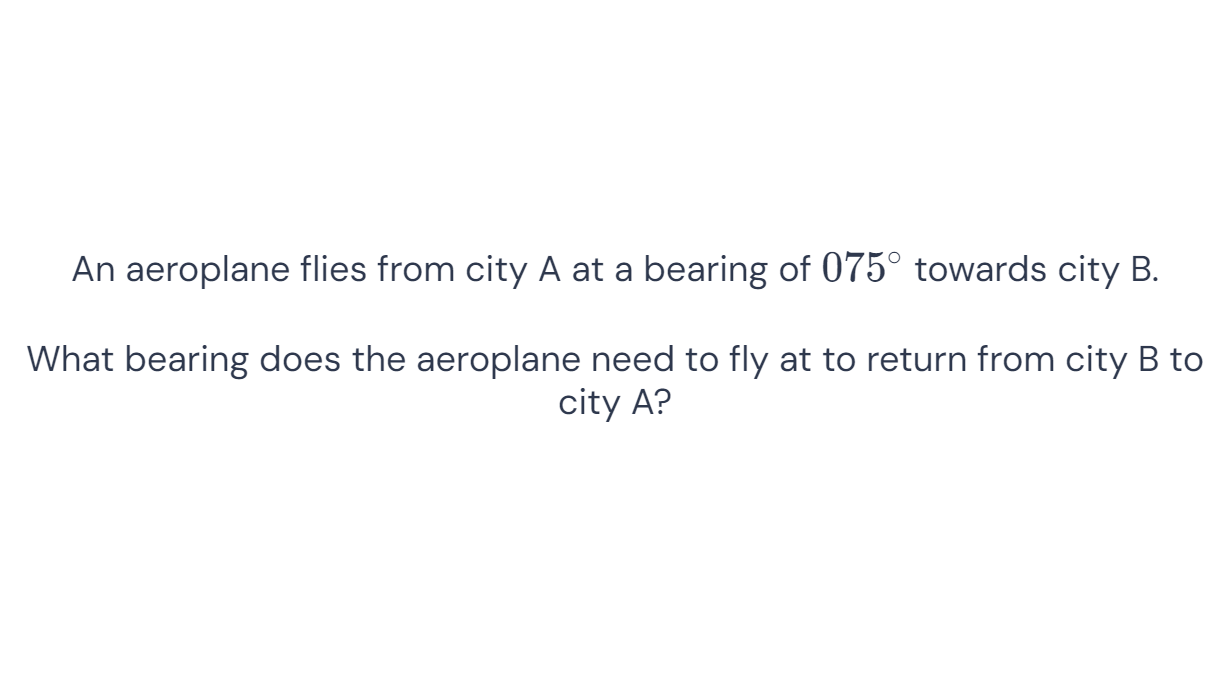 An aeroplane flies from city A at a bearing of 075° towards city B.
What bearing does the aeroplane need to fly at to return from city B to
city A?